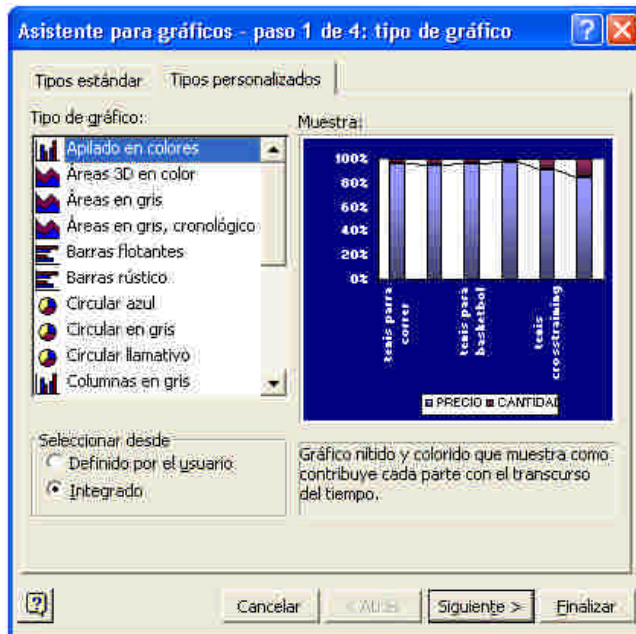 Asistente para gráficos - paso 1 de 4: tipo de gráfico
Tipos estándar
Tipos personalizados
Tipo de gráfico:
Apilado en colores
Áreas 3D en color
Áreas en gris
Áreas en gris, cronológico
Barras flotantes
Barras rústico
Circular azul
Circular en gris
Circular llamativo
Columnas en gris
Muestra:
100%
80%
60%
40%
20%
0%
tenis parra correr
tenis para basketbol
tenis crosstraining
PRECIO CANTIDAD
Seleccionar desde
Definido por el usuario
Integrado
Gráfico nítido y colorido que muestra como
contribuye cada parte con el transcurso
del tiempo.
Cancelar
< Atrás
Siguiente >
Finalizar